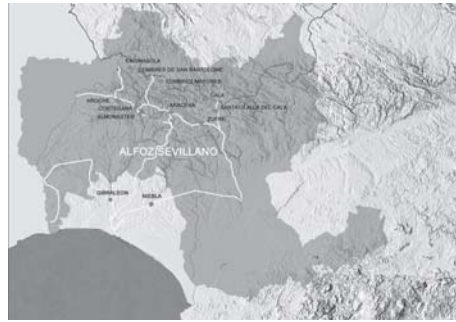 ENCINASOLA
CUMBRES DE SAN BARTOLOMÉ
CUMBRES MAYORES
CALA
AROCHE
CORTEGANA
ARACENA
SANTA OLALLA DEL CALA
ALMONASTER
ZUFRE
ALFOZ SEVILLANO
GIBRALEÓN
NIEBLA